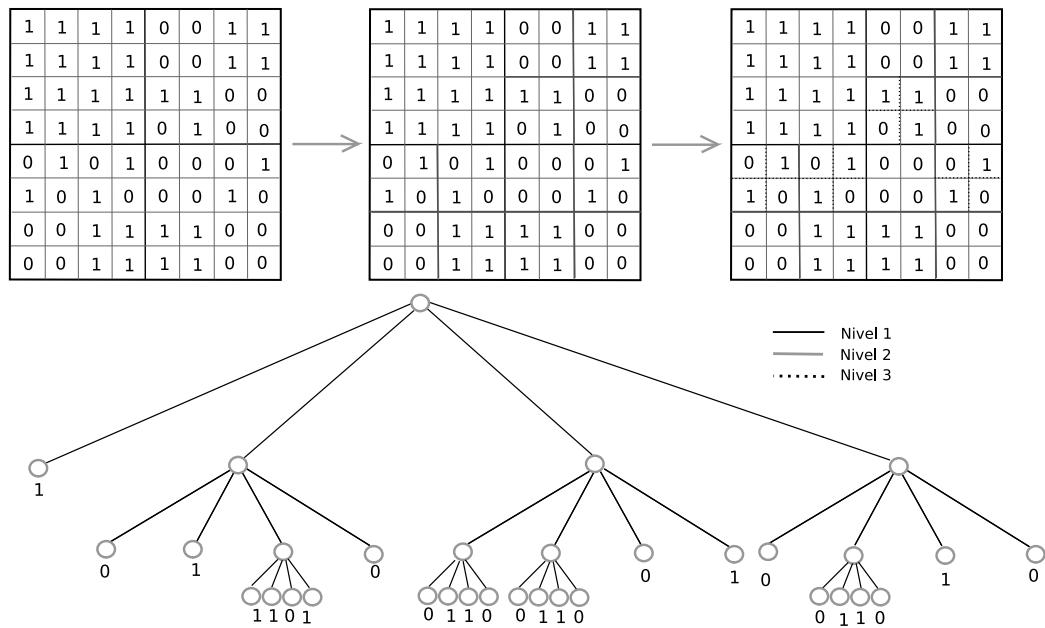 1 1 1 1 0 0 1 1 1 1 1 1 0 0 1 1 1 1 1 1 0 0 1 1
1 1 1 1 0 0 1 1 1 1 1 1 0 0 1 1 1 1 1 1 0 0 1 1
1 1 1 1 1 1 0 0 1 1 1 1 1 1 0 0 1 1 1 1 1 1 0 0
1 1 1 1 0 1 0 0 1 1 1 1 0 1 0 0 1 1 1 1 0 1 0 0
0 1 0 1 0 0 0 1 0 1 0 1 0 0 0 1 0 1 0 1 0 0 0 1
1 0 1 0 0 0 1 0 1 0 1 0 0 0 1 0 1 0 1 0 0 0 1 0
0 0 1 1 1 1 0 0 0 0 1 1 1 1 0 0 0 0 1 1 1 1 0 0
0 0 1 1 1 1 0 0 0 0 1 1 1 1 0 0 0 0 1 1 1 1 0 0
Nivel 1
Nivel 2
Nivel 3
1
0 1 0 0 1 0 1 0
1 1 0 1 0 1 1 0 0 1 1 0 0 1 1 0